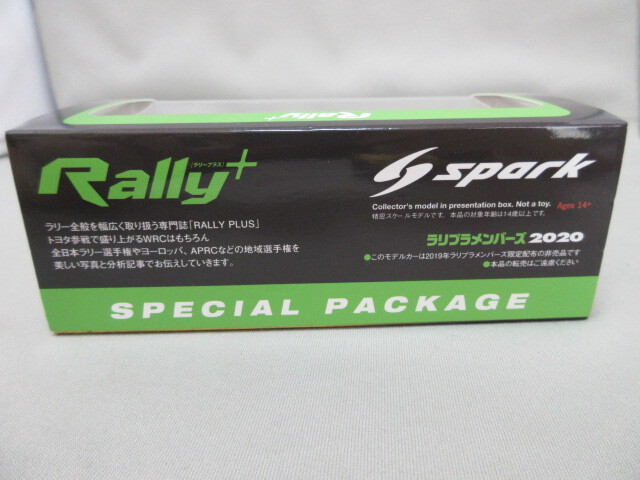 Rally+
Rally+
[ラリープラス]
ラリー全般を幅広く取り扱う専門誌「RALLY PLUS」
トヨタ参戦で盛り上がるWRCはもちろん
全日本ラリー選手権やヨーロッパ、APRCなどの地域選手権を
美しい写真と分析記事でお伝えしていきます。
spark
Collector's model in presentation box. Not a toy. Ages 14+
精密スケールモデルです。本品の対象年齢は14歳以上です。
ラリプラメンバーズ2020
●このモデルカーは2019年ラリプラメンバーズ限定配布の非売品です
●本品の転売はご遠慮ください
SPECIAL PACKAGE